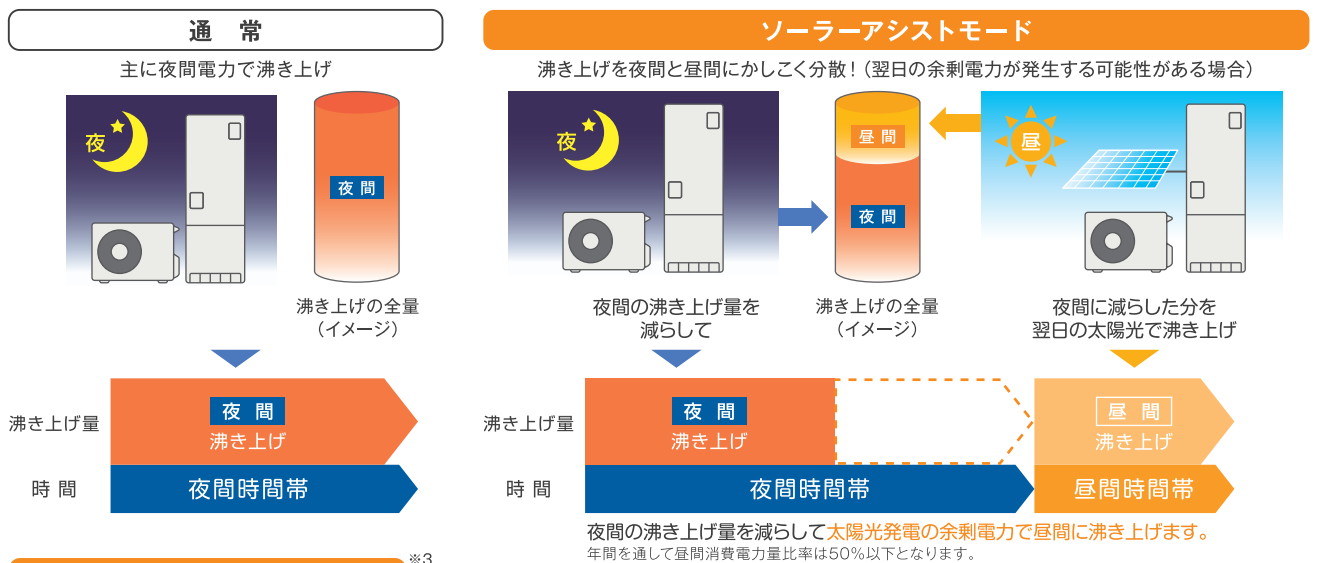 通 常
主に夜間電力で沸き上げ
夜
夜 間
沸き上げの全量
（イメージ）
沸き上げ量
夜 間
沸き上げ
時 間
夜間時間帯
※3
ソーラーアシストモード
沸き上げを夜間と昼間にかしこく分散！（翌日の余剰電力が発生する可能性がある場合）
夜
昼 間
夜 間
昼
夜間の沸き上げ量を
減らして
沸き上げの全量
（イメージ）
夜間に減らした分を
翌日の太陽光で沸き上げ
沸き上げ量
夜 間
沸き上げ
昼 間
沸き上げ
時 間
夜間時間帯
昼間時間帯
夜間の沸き上げ量を減らして太陽光発電の余剰電力で昼間に沸き上げます。
年間を通して昼間消費電力量比率は50％以下となります。